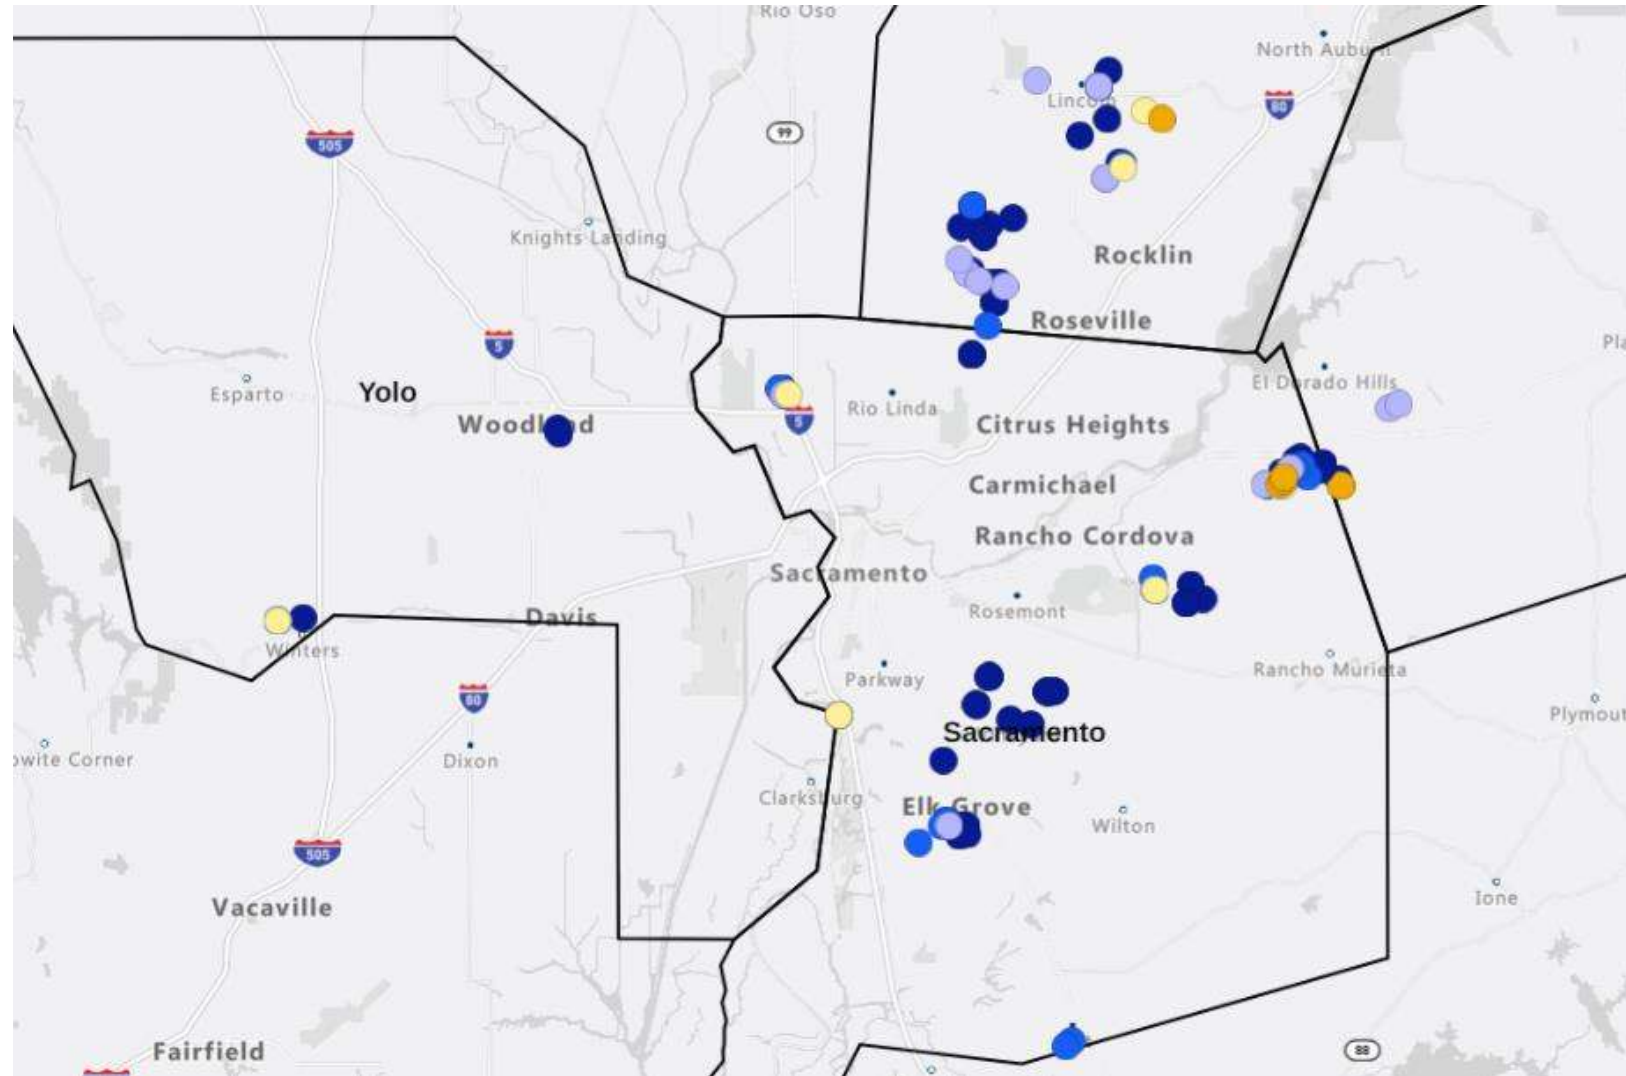 Rio Oso
North Auburn
80
Lincoln
99
505
Knights Landing
Rocklin
Roseville
5
Esparto
Yolo
Woodland
Rio Linda
5
El Dorado Hills
Citrus Heights
Carmichael
Rancho Cordova
Sacramento
Rosemont
Davis
Winters
Rancho Murieta
Parkway
80
Sacramento
Dixon
Clarksburg
Elk Grove
Wilton
505
Vacaville
Ione
Fairfield
88